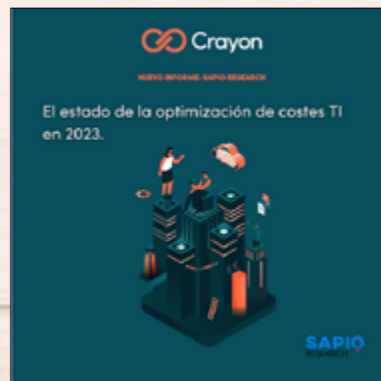 Crayon
NUEVO INFORME: SAPIO RESEARCH
El estado de la optimización de costes TI
en 2023.
SAPIO
RESEARCH